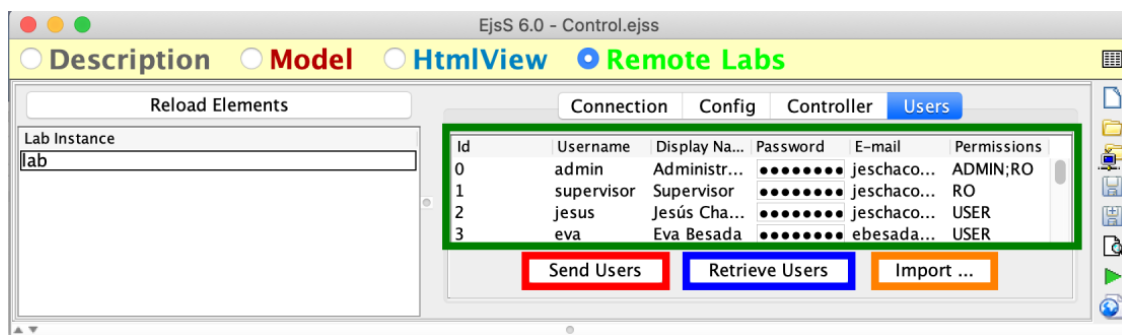 EjsS 6.0 - Control.ejss
Description Model HtmlView Remote Labs
Reload Elements
Connection Config Controller Users
Lab Instance
lab
Id Username Display Na... Password E-mail Permissions
0 admin Administr... ●●●●●●●● jeschaco... ADMIN;RO
1 supervisor Supervisor ●●●●●●●● jeschaco... RO
2 jesus Jesús Cha... ●●●●●●●● jeschaco... USER
3 eva Eva Besada ●●●●●●●● ebesada... USER
Send Users Retrieve Users Import ...